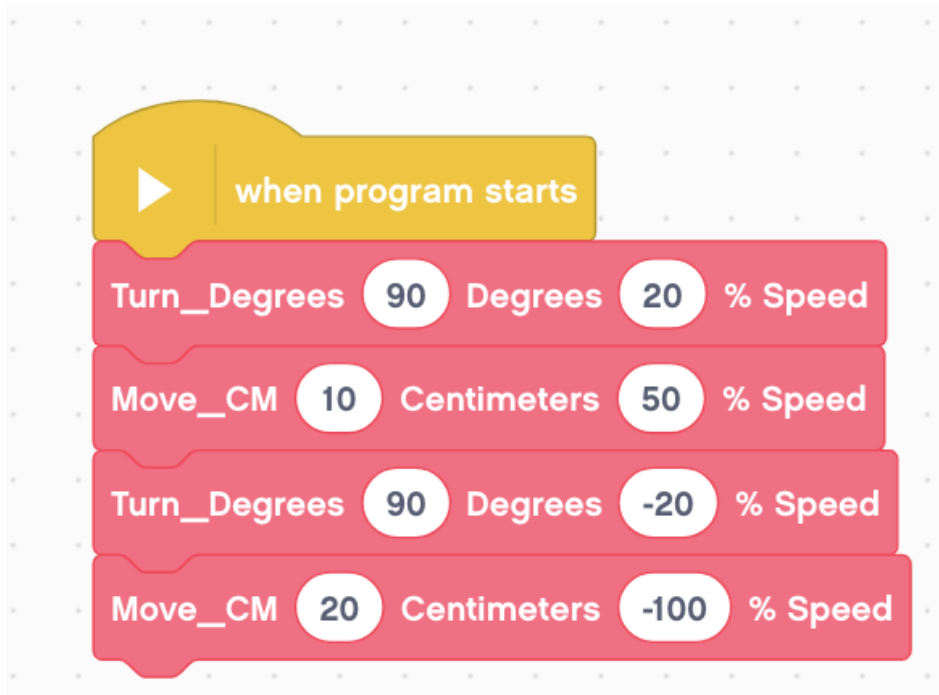 when program starts
Turn__Degrees 90 Degrees 20 % Speed
Move__CM 10 Centimeters 50 % Speed
Turn__Degrees 90 Degrees -20 % Speed
Move__CM 20 Centimeters -100 % Speed